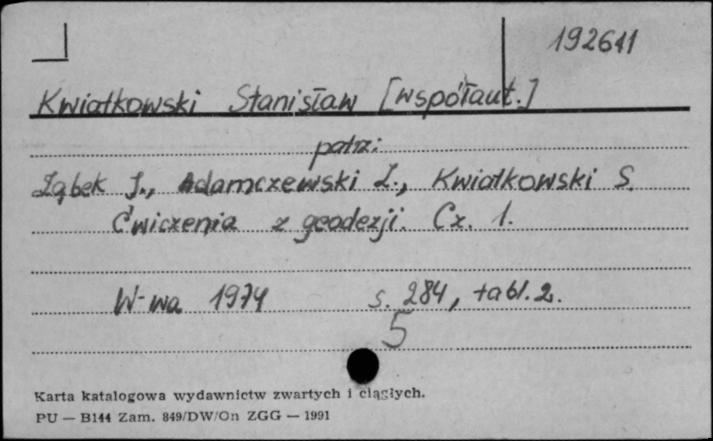 192641
Kwiatkowski Stanisław [współaut.]
patrz:
Ząbek J., Adamczewski Z., Kwiatkowski S.
Ćwiczenia z geodezji. Cz. 1.
W-wa 1974 s. 284, tabl. 2.
5
Karta katalogowa wydawnictw zwartych i ciągłych.
PU — B144 Zam. 849/DW/On ZGG — 1991